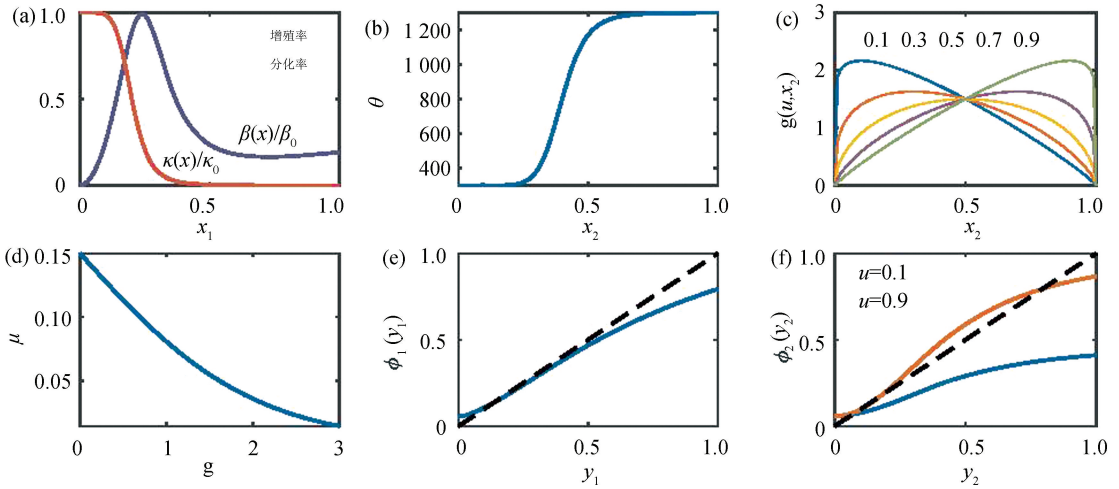 (a)
1.0
0.5
0
增殖率
分化率
β(x)/β₀
κ(x)/κ₀
0 0.5 1.0
x₁
(b)
θ
1 200
1 000
800
600
400
0 0.5 1.0
x₂
(c)
g(u,x₂)
3
2
1
0
0.1 0.3 0.5 0.7 0.9
0 0.5 1.0
x₂
(d)
μ
0.15
0.10
0.05
0 1 2 3
g
(e)
ϕ₁(y₁)
1.0
0.5
0
0 0.5 1.0
y₁
(f)
ϕ₂(y₂)
1.0
0.5
0
u=0.1
u=0.9
0 0.5 1.0
y₂